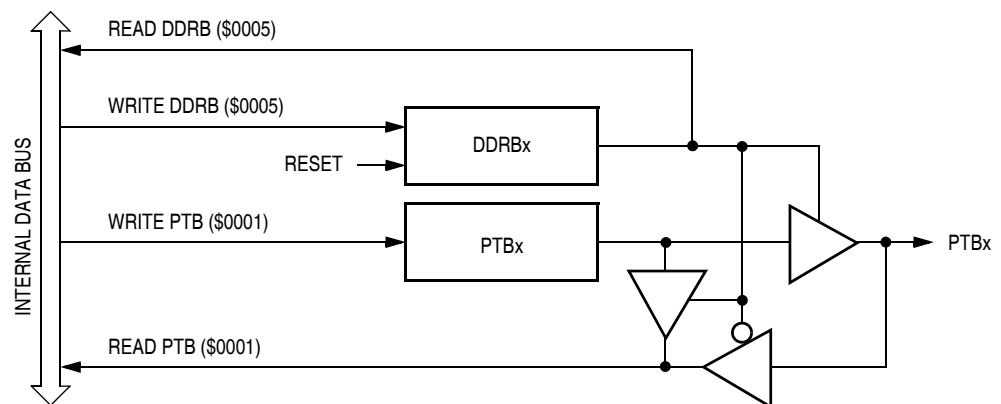 READ DDRB ($0005)
WRITE DDRB ($0005)
DDRBx
RESET
WRITE PTB ($0001)
PTBx
PTBx
READ PTB ($0001)
INTERNAL DATA BUS